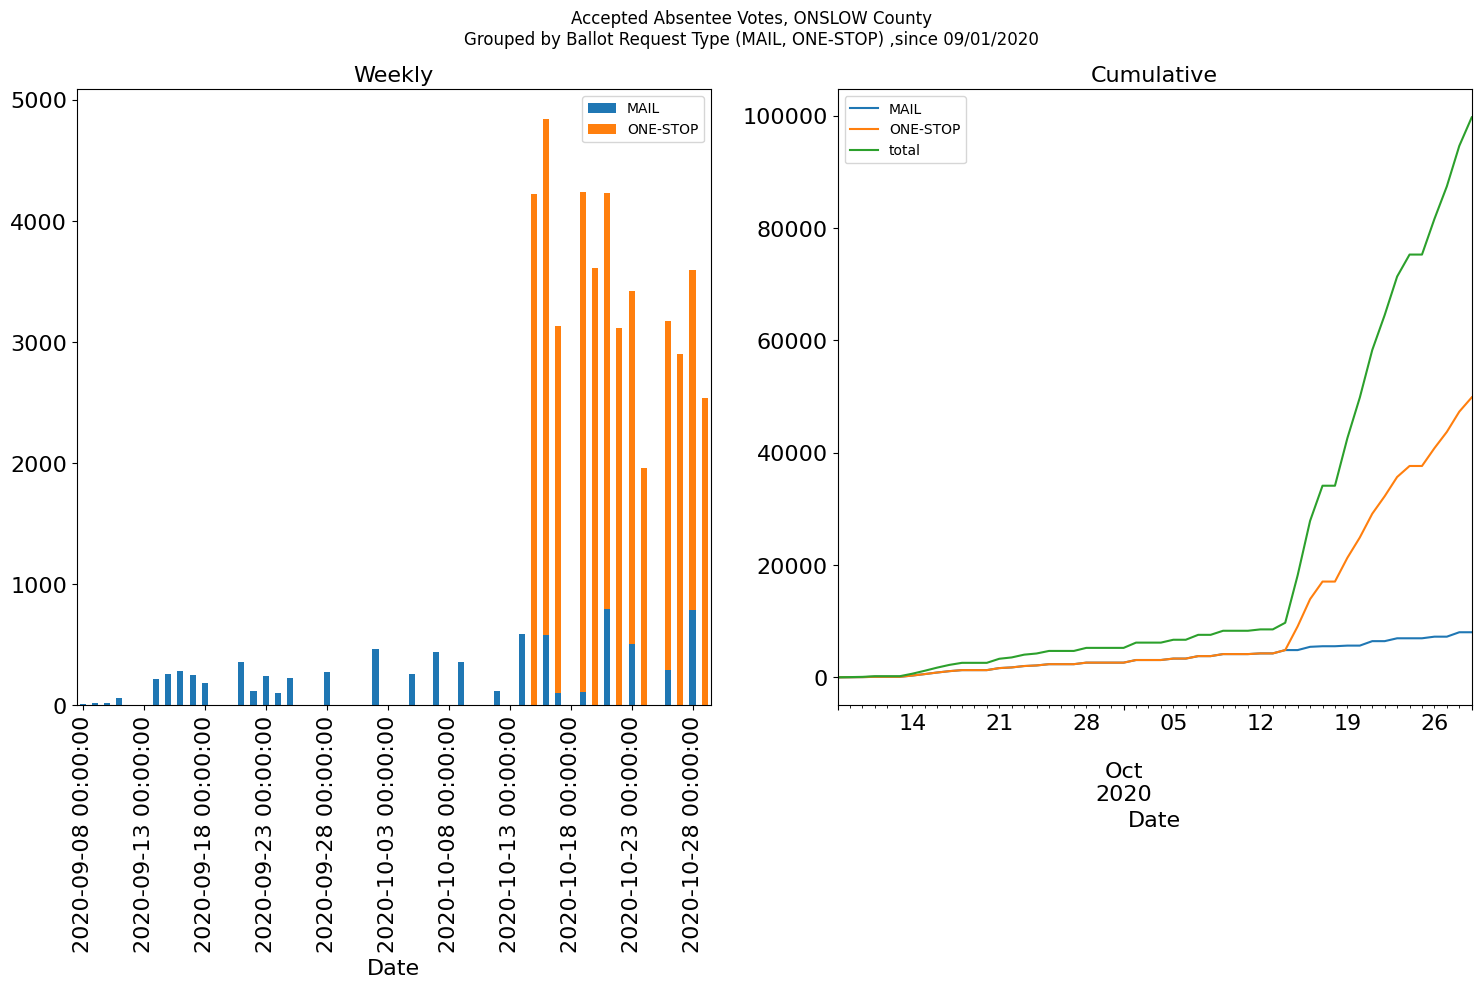 Accepted Absentee Votes, ONSLOW County
Grouped by Ballot Request Type (MAIL, ONE-STOP) ,since 09/01/2020
Weekly
5000
4000
3000
2000
1000
0
MAIL
ONE-STOP
2020-09-08 00:00:00
2020-09-13 00:00:00
2020-09-18 00:00:00
2020-09-23 00:00:00
2020-09-28 00:00:00
2020-10-03 00:00:00
2020-10-08 00:00:00
2020-10-13 00:00:00
2020-10-18 00:00:00
2020-10-23 00:00:00
2020-10-28 00:00:00
Date
Cumulative
100000
80000
60000
40000
20000
0
MAIL
ONE-STOP
total
14 21 28 05 12 19 26
Oct
2020
Date